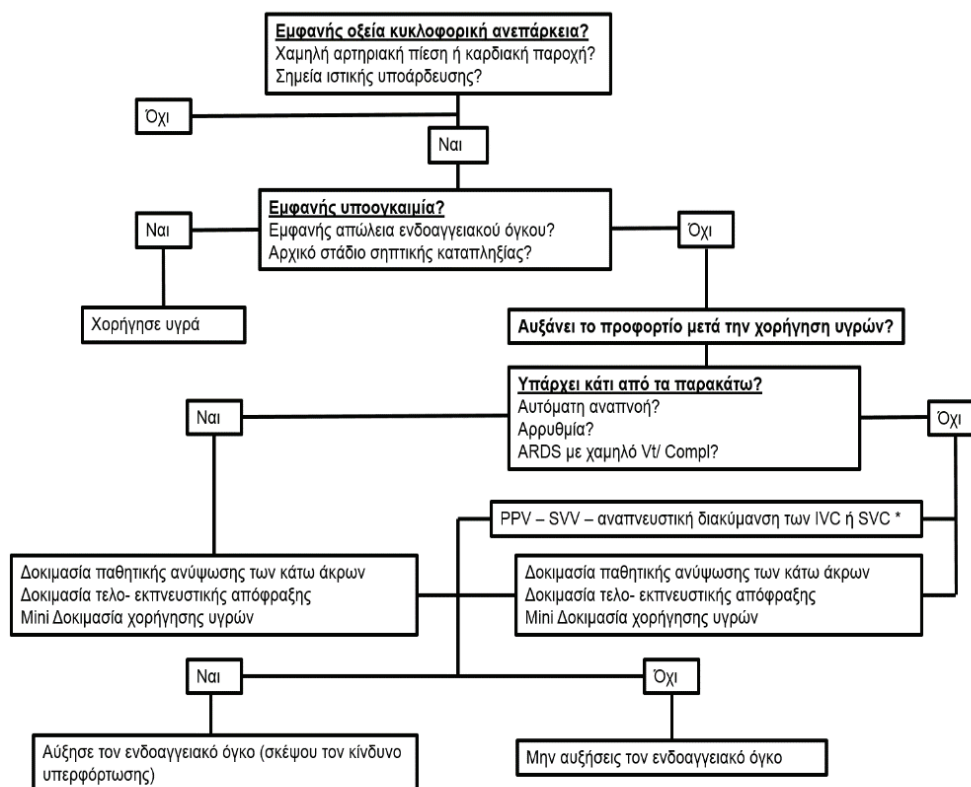 Εμφανής οξεία κυκλοφορική ανεπάρκεια?
Χαμηλή αρτηριακή πίεση ή καρδιακή παροχή?
Σημεία ιστικής υποάρδευσης?
Όχι
Ναι
Εμφανής υποογκαιμία?
Εμφανής απώλεια ενδοαγγειακού όγκου?
Αρχικό στάδιο σηπτικής καταπληξίας?
Ναι
Όχι
Χορήγησε υγρά
Αυξάνει το προφορτίο μετά την χορήγηση υγρών?
Υπάρχει κάτι από τα παρακάτω?
Αυτόματη αναπνοή?
Αρρυθμία?
ARDS με χαμηλό Vt/ Compl?
Ναι
Όχι
PPV – SVV – αναπνευστική διακύμανση των IVC ή SVC *
Δοκιμασία παθητικής ανύψωσης των κάτω άκρων
Δοκιμασία τελο- εκπνευστικής απόφραξης
Mini Δοκιμασία χορήγησης υγρών
Δοκιμασία παθητικής ανύψωσης των κάτω άκρων
Δοκιμασία τελο- εκπνευστικής απόφραξης
Mini Δοκιμασία χορήγησης υγρών
Ναι
Όχι
Αύξησε τον ενδοαγγειακό όγκο (σκέψου τον κίνδυνο
υπερφόρτωσης)
Μην αυξήσεις τον ενδοαγγειακό όγκο